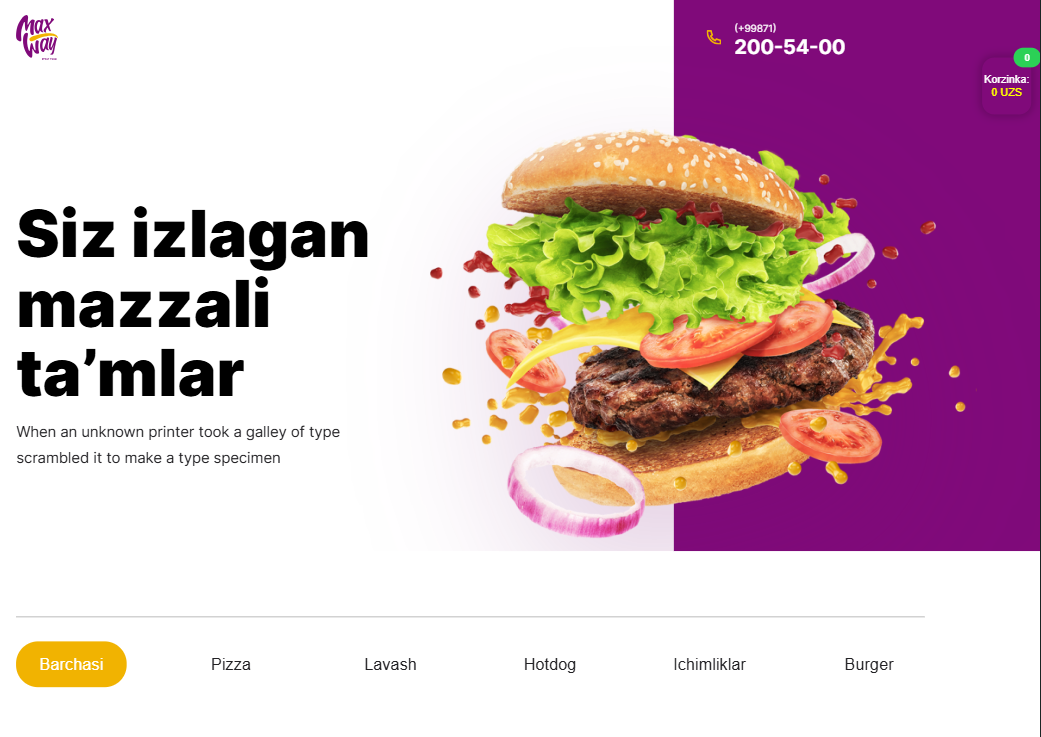 Max
Way
(+99871)
200-54-00
0
Korzinka:
0 UZS
Siz izlagan
mazzali
ta’mlar
When an unknown printer took a galley of type
scrambled it to make a type specimen
Barchasi
Pizza
Lavash
Hotdog
Ichimliklar
Burger